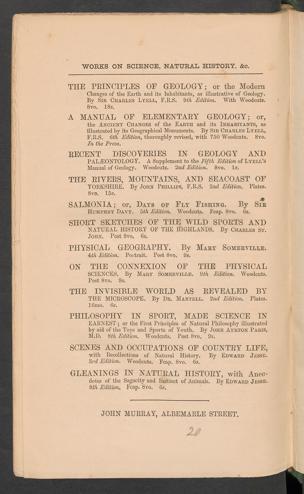 WORKS ON SCIENCE, NATURAL HISTORY, &c.
THE PRINCIPLES OF GEOLOGY; or the Modern
Changes of the Earth and its Inhabitants, as illustrative of Geology.
By SIR CHARLES LYELL, F.R.S. 9th Edition. With Woodcuts.
8vo. 18s.
A MANUAL OF ELEMENTARY GEOLOGY; or,
the ANCIENT CHANGES of the EARTH and its INHABITANTS, as
illustrated by its Geographical Monuments. By SIR CHARLES LYELL,
F.R.S. 6th Edition, thoroughly revised, with 750 Woodcuts. 8vo.
In the Press.
RECENT DISCOVERIES IN GEOLOGY AND
PALÆONTOLOGY. A Supplement to the Fifth Edition of LYELL'S
Manual of Geology. Woodcuts. 2nd Edition. 8vo. 1s.
THE RIVERS, MOUNTAINS, AND SEACOAST OF
YORKSHIRE. By JOHN PHILLIPS, F.R.S. 2nd Edition. Plates.
8vo. 15s.
SALMONIA; or, DAYS OF FLY FISHING. By SIR
HUMPHRY DAVY. 5th Edition. Woodcuts. Fcap. 8vo. 6s.
SHORT SKETCHES OF THE WILD SPORTS AND
NATURAL HISTORY OF THE HIGHLANDS. By CHARLES ST.
JOHN. Post 8vo. 6s.
PHYSICAL GEOGRAPHY. By MARY SOMERVILLE.
4th Edition. Portrait. Post 8vo. 9s.
ON THE CONNEXION OF THE PHYSICAL
SCIENCES. By MARY SOMERVILLE. 9th Edition. Woodcuts.
Post 8vo. 9s.
THE INVISIBLE WORLD AS REVEALED BY
THE MICROSCOPE. By DR. MANTELL. 2nd Edition. Plates.
16mo. 6s.
PHILOSOPHY IN SPORT, MADE SCIENCE IN
EARNEST; or the First Principles of Natural Philosophy illustrated
by aid of the Toys and Sports of Youth. By JOHN AYRTON PARIS,
M.D. 8th Edition. Woodcuts. Post 8vo. 9s.
SCENES AND OCCUPATIONS OF COUNTRY LIFE,
with Recollections of Natural History. By EDWARD JESSE.
3rd Edition. Woodcuts. Fcap. 8vo. 6s.
GLEANINGS IN NATURAL HISTORY, with Anec-
dotes of the Sagacity and Instinct of Animals. By EDWARD JESSE.
8th Edition. Fcap. 8vo. 6s.
JOHN MURRAY, ALBEMARLE STREET.
20